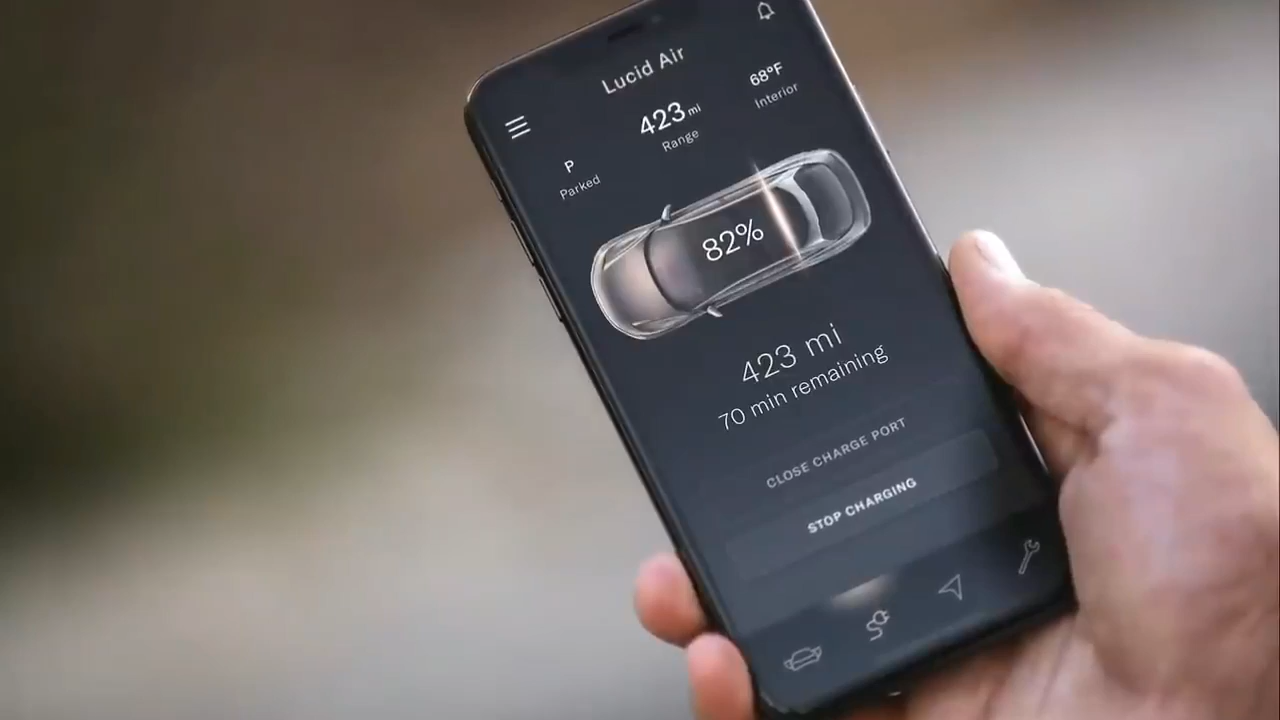 Lucid Air
423 mi
Range
68°F
Interior
P
Parked
82%
423 mi
70 min remaining
CLOSE CHARGE PORT
STOP CHARGING